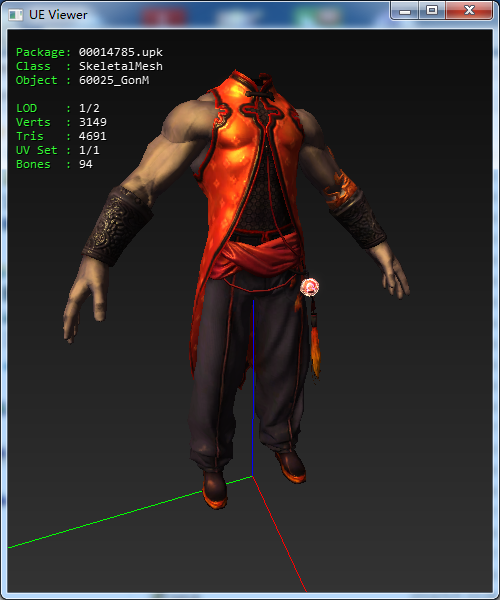 UE Viewer
Package: 00014785.upk
Class : SkeletalMesh
Object : 60025_GonM
LOD : 1/2
Verts : 3149
Tris : 4691
UV Set : 1/1
Bones : 94